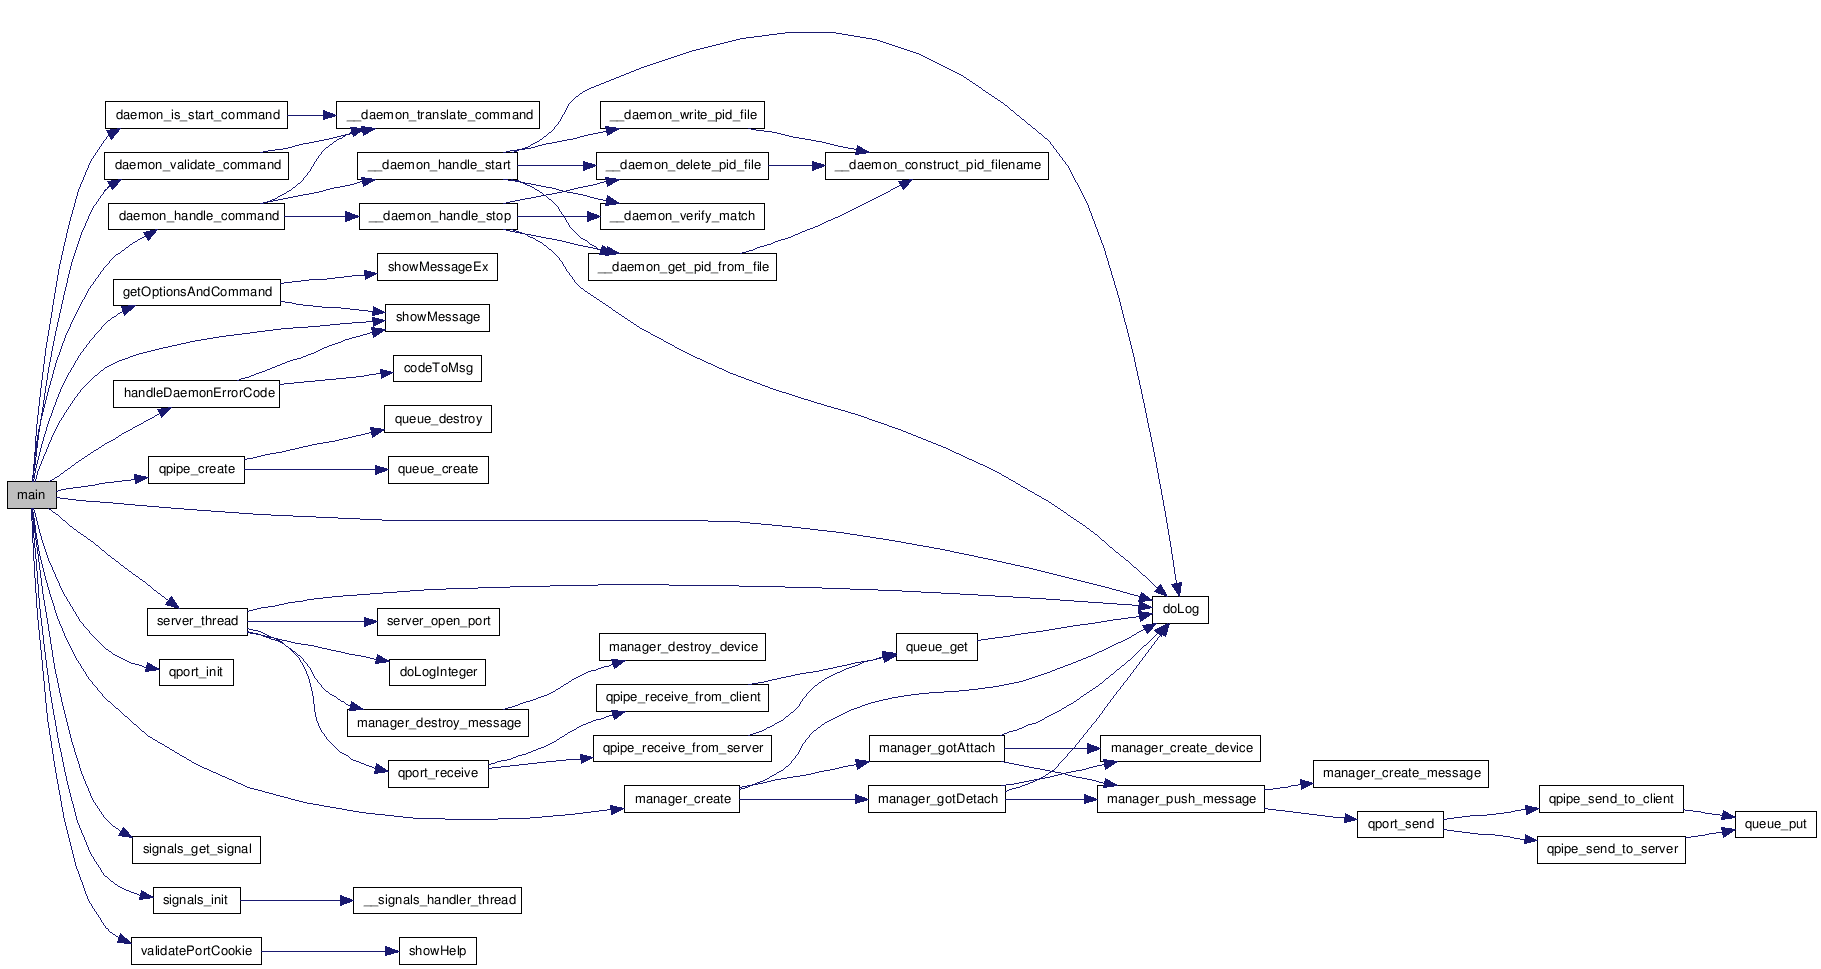 main
daemon_is_start_command
daemon_validate_command
daemon_handle_command
getOptionsAndCommand
handleDaemonErrorCode
qpipe_create
server_thread
qport_init
signals_get_signal
signals_init
validatePortCookie
__daemon_translate_command
__daemon_handle_start
__daemon_handle_stop
showMessageEx
showMessage
codeToMsg
queue_destroy
queue_create
server_open_port
doLogInteger
manager_destroy_message
qport_receive
__signals_handler_thread
showHelp
__daemon_write_pid_file
__daemon_delete_pid_file
__daemon_verify_match
__daemon_get_pid_from_file
manager_destroy_device
qpipe_receive_from_client
qpipe_receive_from_server
manager_create
__daemon_construct_pid_filename
queue_get
manager_gotAttach
manager_gotDetach
doLog
manager_create_device
manager_push_message
manager_create_message
qport_send
qpipe_send_to_client
qpipe_send_to_server
queue_put